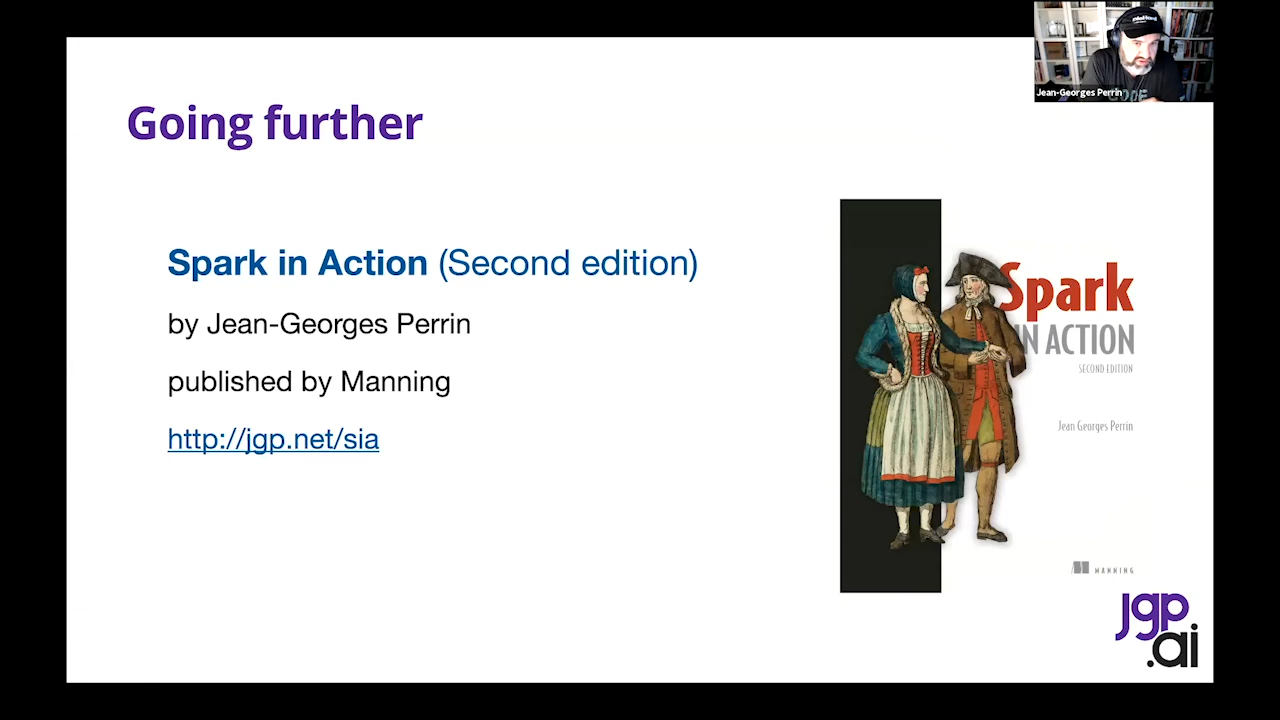 Jean-Georges Perrin
Going further
Spark in Action (Second edition)
by Jean-Georges Perrin
published by Manning
http://jgp.net/sia
Spark
IN ACTION
SECOND EDITION
Jean Georges Perrin
MANNING
jgp
.ai